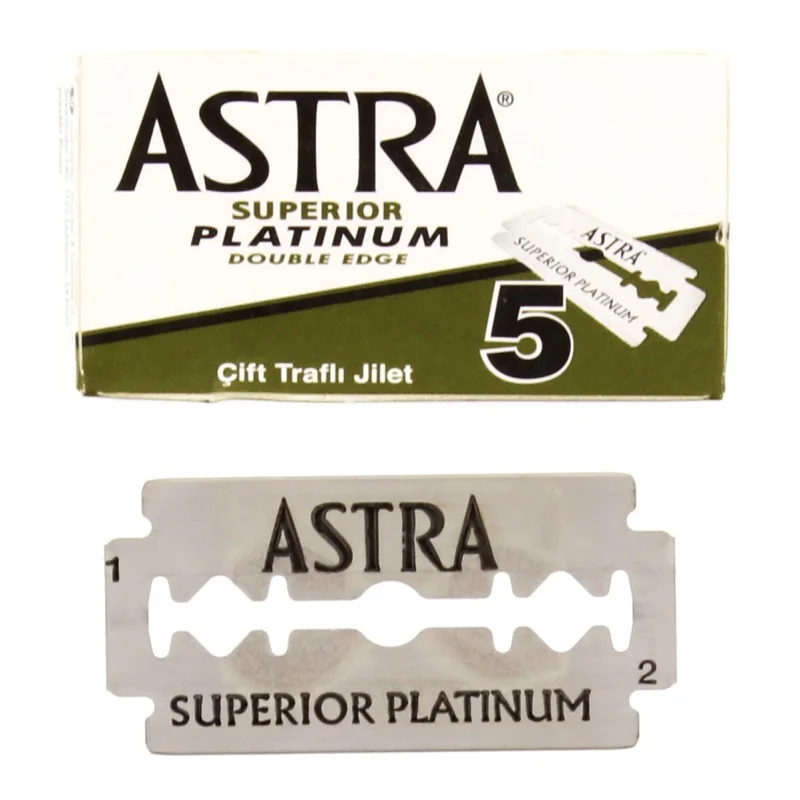 ASTRA®
SUPERIOR
PLATINUM
DOUBLE EDGE
ASTRA
SUPERIOR PLATINUM
5
Çift Traflı Jilet
ASTRA
1
2
SUPERIOR PLATINUM